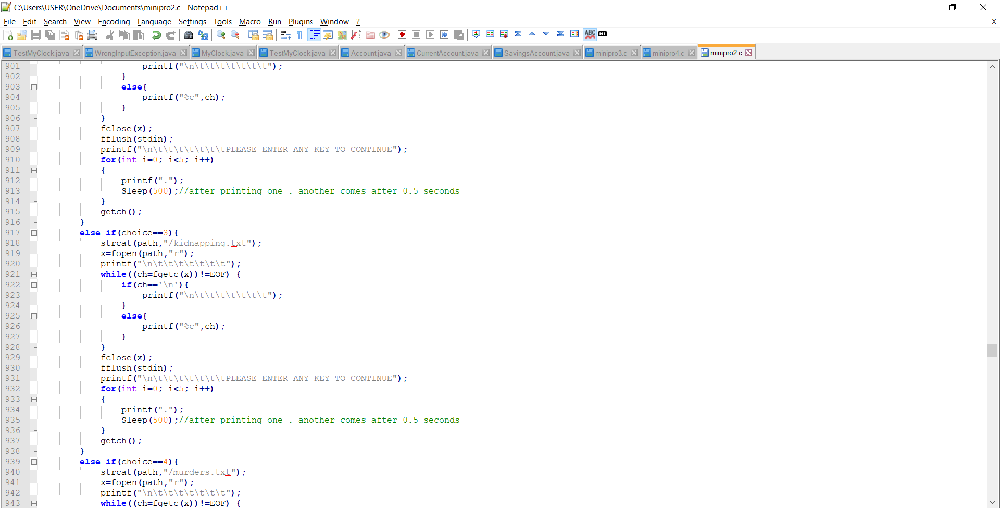 C:\Users\USER\OneDrive\Documents\minipro2.c - Notepad++
File Edit Search View Encoding Language Settings Tools Macro Run Plugins Window ? X
TestMyClock.java WrongInputException.java MyClock.java TestMyClock.java Account.java CurrentAccount.java SavingsAccount.java minipro3.c minipro4.c minipro2.c
901 printf("\n\t\t\t\t\t\t\t");
902 }
903 else{
904 printf("%c",ch);
905 }
906 }
907 fclose(x);
908 fflush(stdin);
909 printf("\n\t\t\t\t\t\t\tPLEASE ENTER ANY KEY TO CONTINUE");
910 for(int i=0; i<5; i++)
911 {
912 printf(".");
913 Sleep(500);//after printing one . another comes after 0.5 seconds
914 }
915 getch();
916 }
917 else if(choice==3){
918 strcat(path,"/kidnapping.txt");
919 x=fopen(path,"r");
920 printf("\n\t\t\t\t\t\t\t");
921 while((ch=fgetc(x))!=EOF) {
922 if(ch=='\n'){
923 printf("\n\t\t\t\t\t\t\t");
924 }
925 else{
926 printf("%c",ch);
927 }
928 }
929 fclose(x);
930 fflush(stdin);
931 printf("\n\t\t\t\t\t\t\tPLEASE ENTER ANY KEY TO CONTINUE");
932 for(int i=0; i<5; i++)
933 {
934 printf(".");
935 Sleep(500);//after printing one . another comes after 0.5 seconds
936 }
937 getch();
938 }
939 else if(choice==4){
940 strcat(path,"/murders.txt");
941 x=fopen(path,"r");
942 printf("\n\t\t\t\t\t\t\t");
943 while((ch=fgetc(x))!=EOF) {